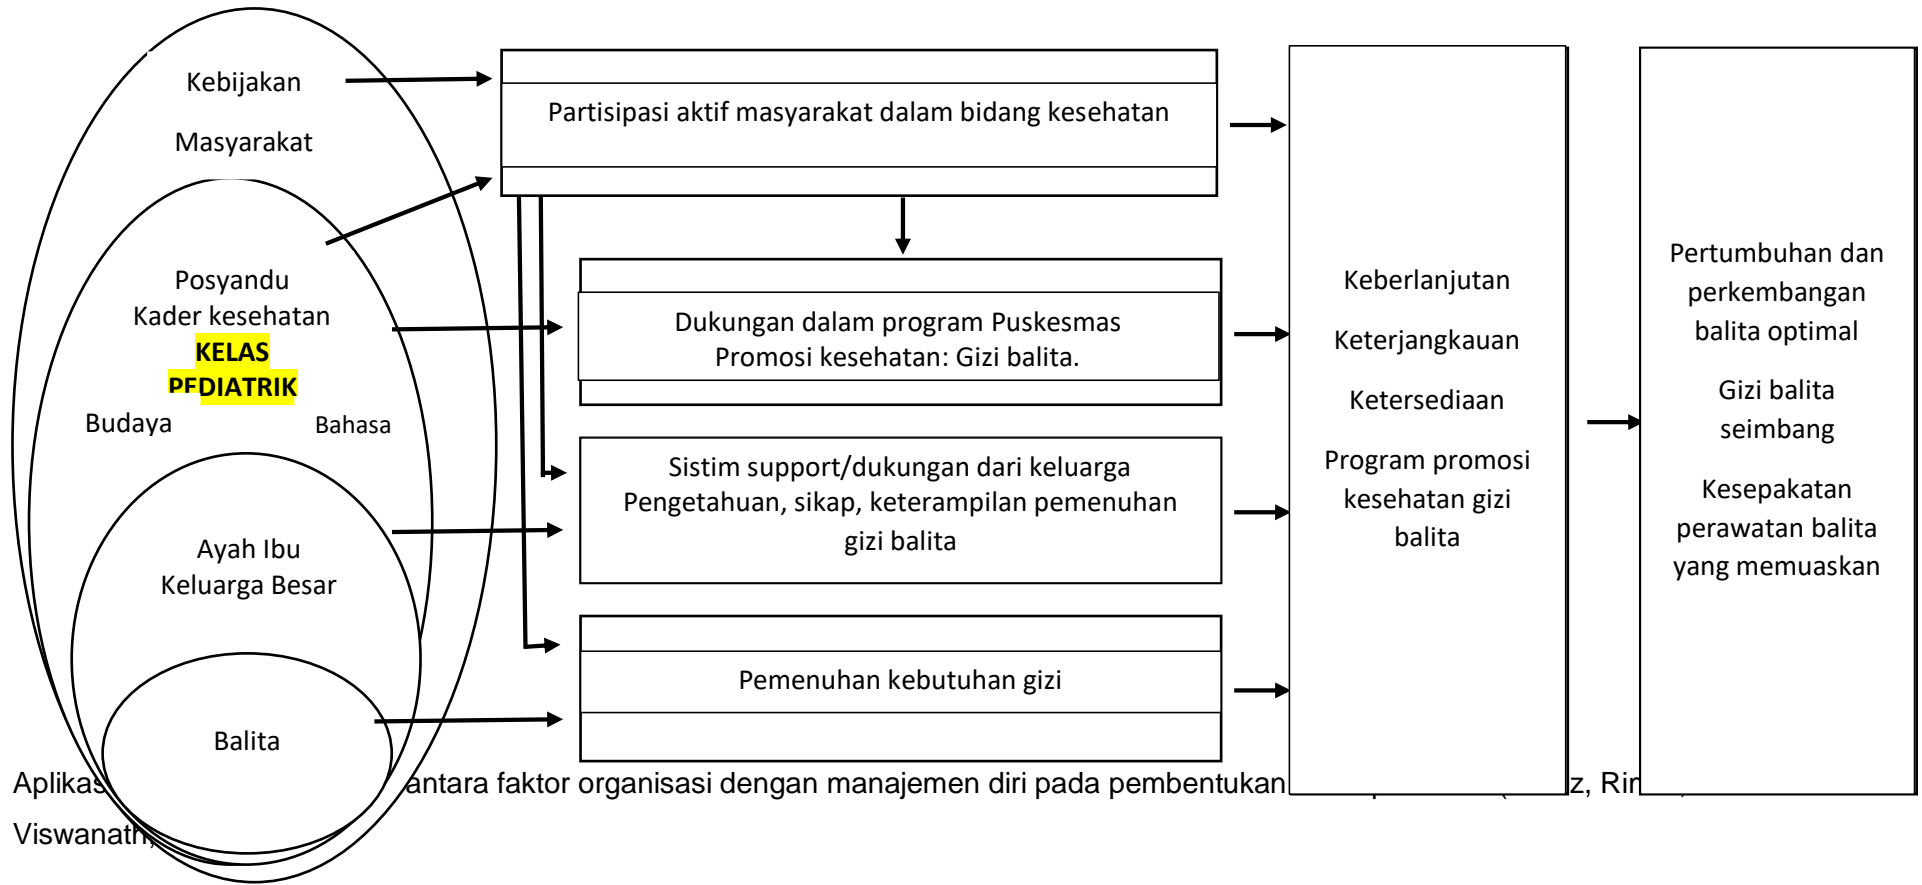 Kebijakan
Masyarakat
Posyandu
Kader kesehatan
KELAS
PEDIATRIK
Budaya
Bahasa
Ayah Ibu
Keluarga Besar
Balita
Partisipasi aktif masyarakat dalam bidang kesehatan
Dukungan dalam program Puskesmas
Promosi kesehatan: Gizi balita.
Sistim support/dukungan dari keluarga
Pengetahuan, sikap, keterampilan pemenuhan
gizi balita
Pemenuhan kebutuhan gizi
Keberlanjutan
Keterjangkauan
Ketersediaan
Program promosi
kesehatan gizi
balita
Pertumbuhan dan
perkembangan
balita optimal
Gizi balita
seimbang
Kesepakatan
perawatan balita
yang memuaskan
antara faktor organisasi dengan manajemen diri pada pembentukan
Viswanath,